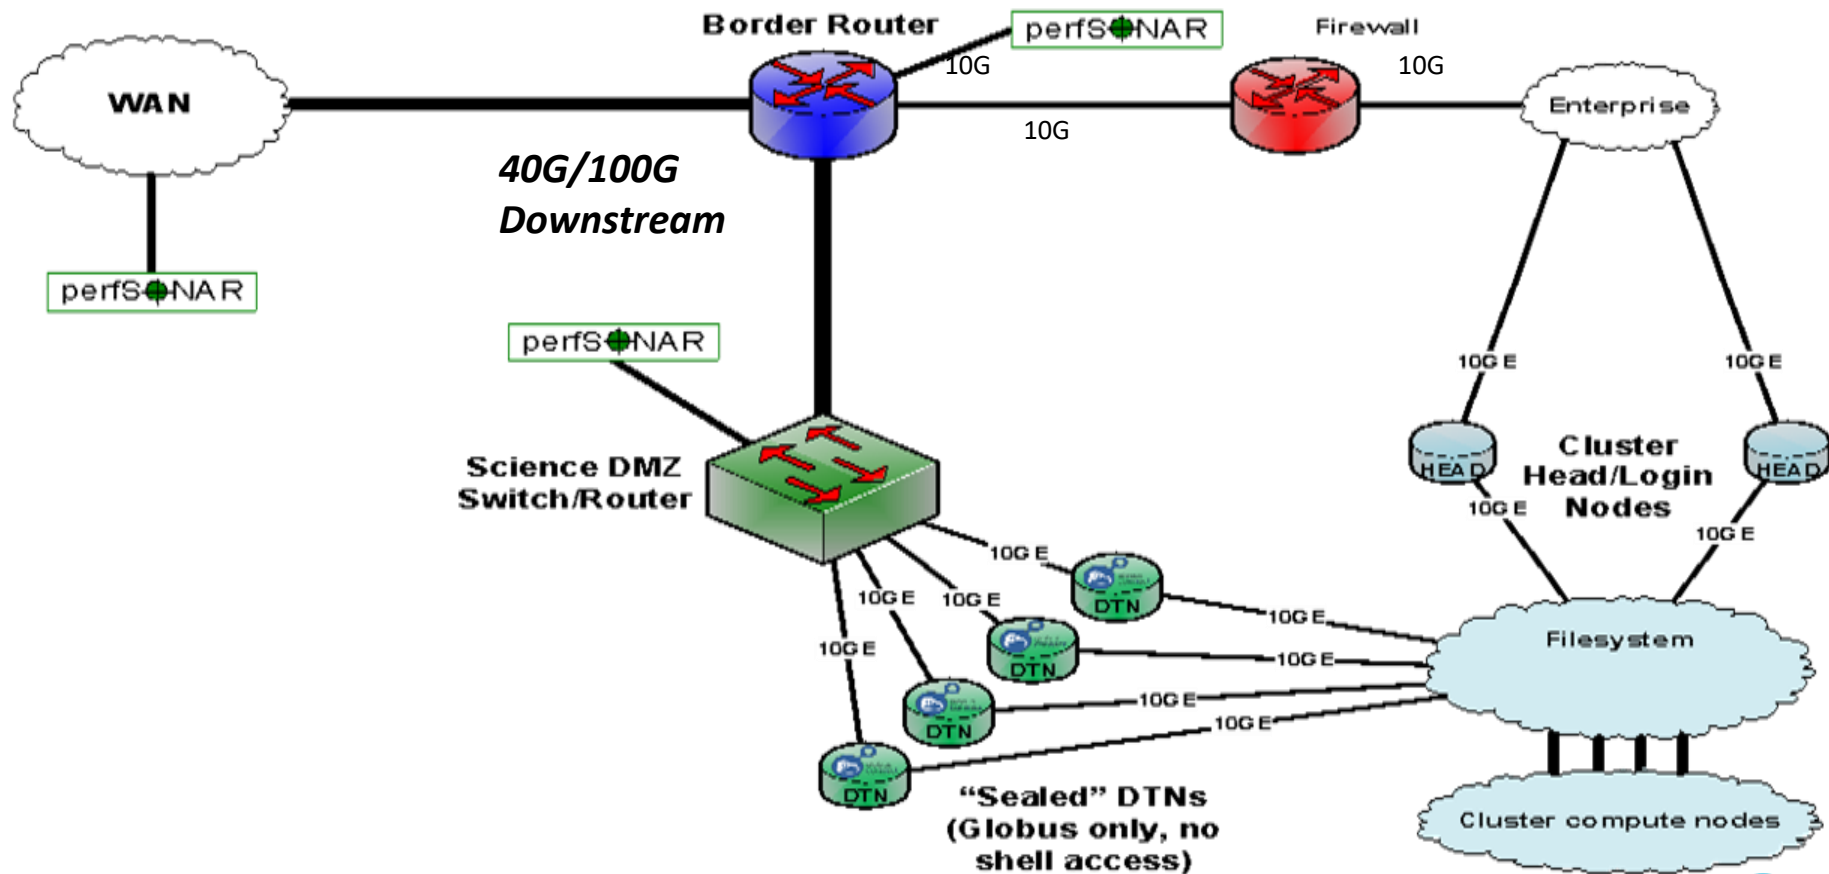 Border Router
perfSONAR
Firewall
10G
10G
WAN
Enterprise
10G
40G/100G
Downstream
perfSONAR
perfSONAR
10GE
10GE
Cluster
Head/Login
Nodes
HEAD
HEAD
Science DMZ
Switch/Router
10GE
10GE
10GE
10GE
10GE
10GE
DTN
10GE
Filesystem
10GE
DTN
10GE
10GE
DTN
10GE
DTN
“Sealed” DTNs
(Globus only, no
shell access)
Cluster compute nodes